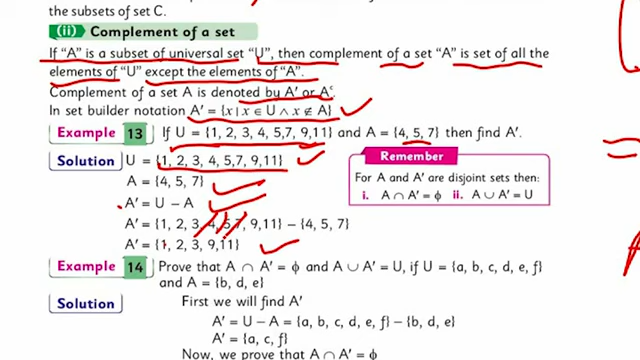 the subsets of set C.
(ii) Complement of a set
If "A" is a subset of universal set "U", then complement of a set "A" is set of all the
elements of "U" except the elements of "A".
Complement of a set A is denoted by A′ or Aᶜ
In set builder notation A′ = {x | x ∈ U ∧ x ∉ A}
Example 13 If U = {1, 2, 3, 4, 5,7, 9,11} and A = {4, 5, 7} then find A′.
Solution U = {1, 2, 3, 4, 5,7, 9,11}
A = {4, 5, 7}
A′ = U – A
A′ = {1, 2, 3, 4, 5,7, 9,11} – {4, 5, 7}
A′ = {1, 2, 3, 9,11}
Remember
For A and A′ are disjoint sets then:
i. A ∩ A′ = ϕ ii. A ∪ A′ = U
Example 14 Prove that A ∩ A′ = ϕ and A ∪ A′ = U, if U = {a, b, c, d, e, f}
and A = {b, d, e}
Solution First we will find A′
A′ = U – A = {a, b, c, d, e, f} – {b, d, e}
A′ = {a, c, f}
Now, we prove that A ∩ A′ = ϕ